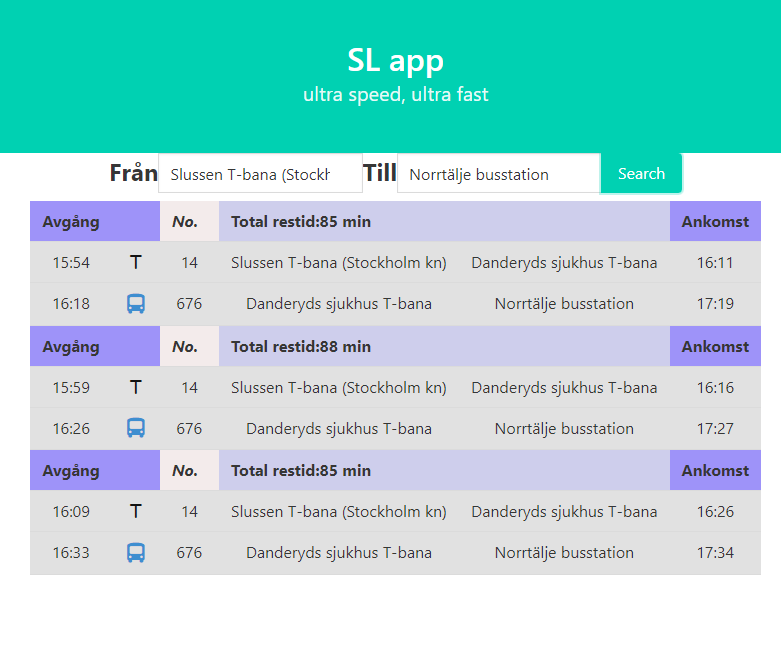 SL app
ultra speed, ultra fast
Från Slussen T-bana (Stockh Till Norrtälje busstation Search
Avgång No. Total restid:85 min Ankomst
15:54 T 14 Slussen T-bana (Stockholm kn) Danderyds sjukhus T-bana 16:11
16:18 676 Danderyds sjukhus T-bana Norrtälje busstation 17:19
Avgång No. Total restid:88 min Ankomst
15:59 T 14 Slussen T-bana (Stockholm kn) Danderyds sjukhus T-bana 16:16
16:26 676 Danderyds sjukhus T-bana Norrtälje busstation 17:27
Avgång No. Total restid:85 min Ankomst
16:09 T 14 Slussen T-bana (Stockholm kn) Danderyds sjukhus T-bana 16:26
16:33 676 Danderyds sjukhus T-bana Norrtälje busstation 17:34